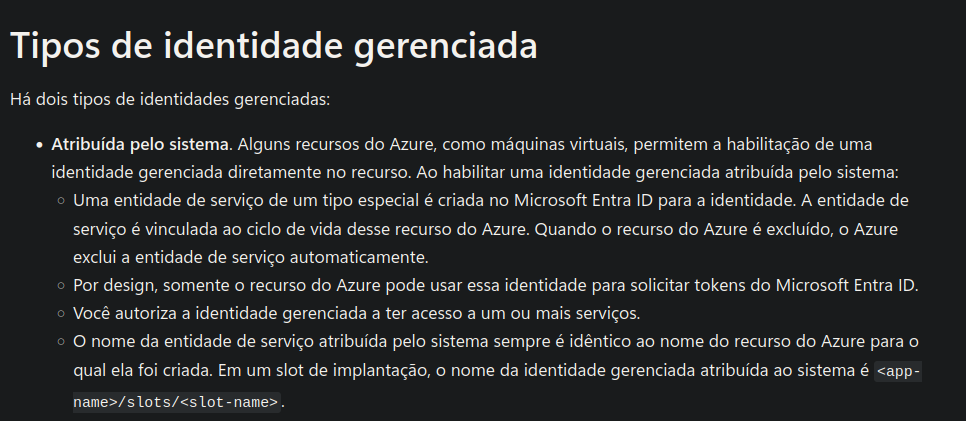 Tipos de identidade gerenciada
Há dois tipos de identidades gerenciadas:
• Atribuída pelo sistema. Alguns recursos do Azure, como máquinas virtuais, permitem a habilitação de uma
identidade gerenciada diretamente no recurso. Ao habilitar uma identidade gerenciada atribuída pelo sistema:
○ Uma entidade de serviço de um tipo especial é criada no Microsoft Entra ID para a identidade. A entidade de
serviço é vinculada ao ciclo de vida desse recurso do Azure. Quando o recurso do Azure é excluído, o Azure
exclui a entidade de serviço automaticamente.
○ Por design, somente o recurso do Azure pode usar essa identidade para solicitar tokens do Microsoft Entra ID.
○ Você autoriza a identidade gerenciada a ter acesso a um ou mais serviços.
○ O nome da entidade de serviço atribuída pelo sistema sempre é idêntico ao nome do recurso do Azure para o
qual ela foi criada. Em um slot de implantação, o nome da identidade gerenciada atribuída ao sistema é <app-
name>/slots/<slot-name>.